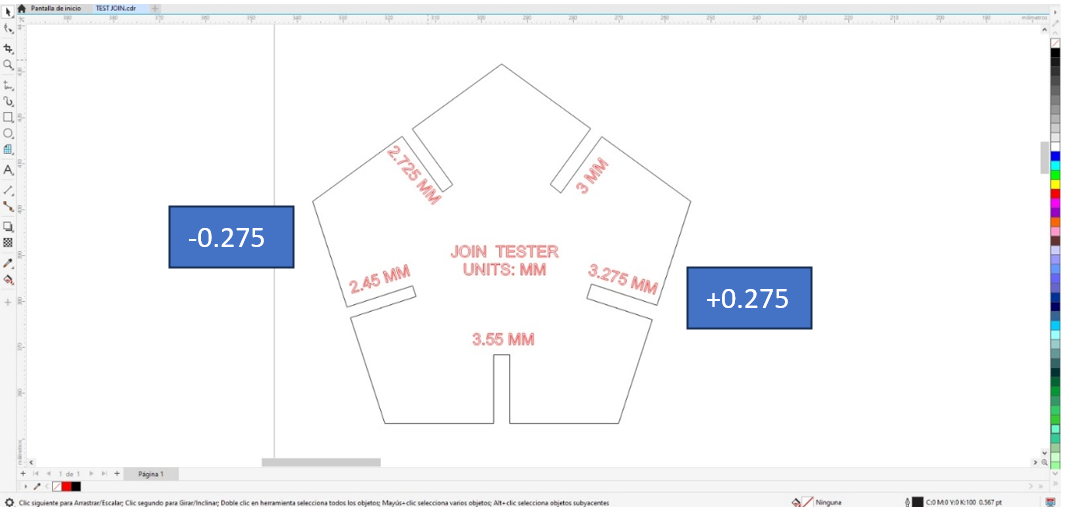 Pantalla de inicio
TEST JOIN.cdr
milímetros
2.725 MM
3 MM
-0.275
JOIN TESTER
UNITS: MM
2.45 MM
3.275 MM
+0.275
3.55 MM
milímetros
1 de 1
Página 1
Clic siguiente para Arrastrar/Escalar; Clic segundo para Girar/Inclinar; Doble clic en herramienta selecciona todos los objetos; Mayús+clic selecciona varios objetos; Alt+clic selecciona objetos subyacentes
Ninguna
C:0 M:0 Y:0 K:100 0.567 pt